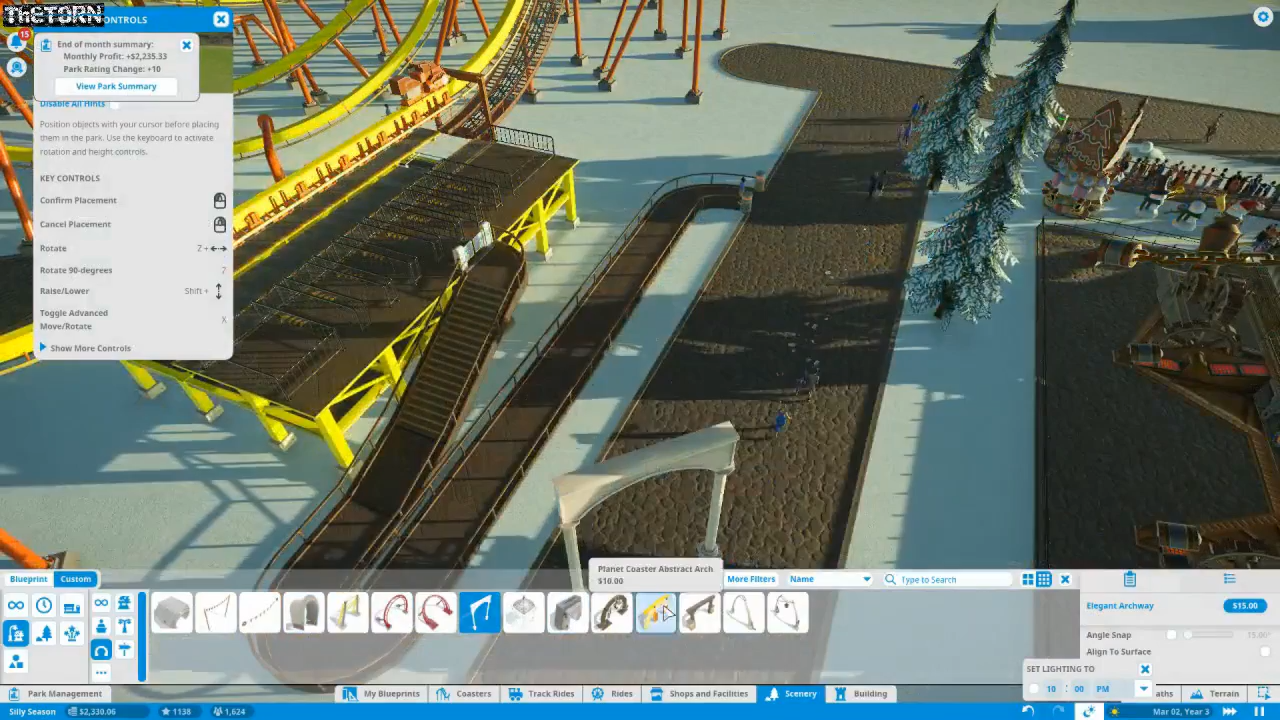 THETORN
CONTROLS
15
End of month summary:
Monthly Profit: +$2,235.33
Park Rating Change: +10
View Park Summary
Disable All Hints
Position objects with your cursor before placing
them in the park. Use the keyboard to activate
rotation and height controls.
KEY CONTROLS
Confirm Placement
Cancel Placement
Rotate Z +
Rotate 90-degrees Z
Raise/Lower Shift +
Toggle Advanced
Move/Rotate X
Show More Controls
Planet Coaster Abstract Arch
$10.00
Blueprint Custom
More Filters Name Type to Search
Elegant Archway $15.00
Angle Snap 15.00°
Align To Surface
SET LIGHTING TO
10 : 00 PM
Park Management My Blueprints Coasters Track Rides Rides Shops and Facilities Scenery Building aths Terrain
Silly Season $2,330.06 1138 1,624 Mar 02, Year 3